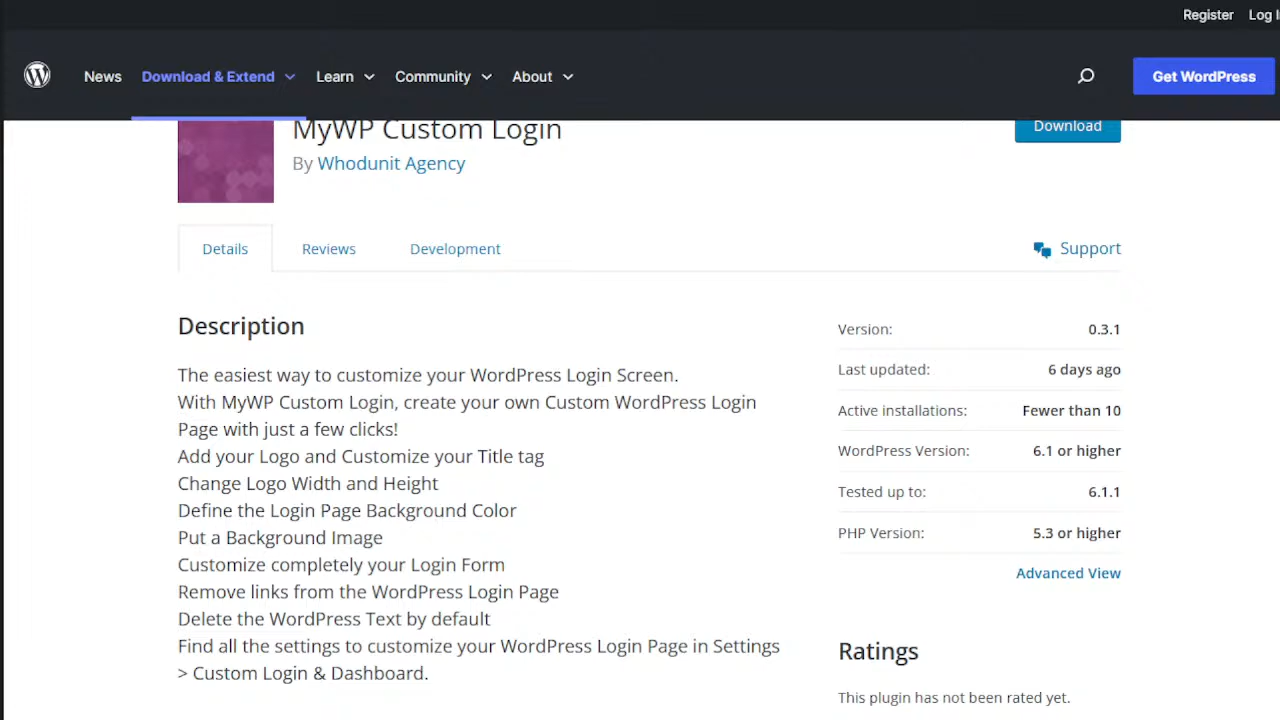 Register Log
News Download & Extend Learn Community About Get WordPress
MyWP Custom Login Download
By Whodunit Agency
Details Reviews Development Support
Description
The easiest way to customize your WordPress Login Screen.
With MyWP Custom Login, create your own Custom WordPress Login
Page with just a few clicks!
Add your Logo and Customize your Title tag
Change Logo Width and Height
Define the Login Page Background Color
Put a Background Image
Customize completely your Login Form
Remove links from the WordPress Login Page
Delete the WordPress Text by default
Find all the settings to customize your WordPress Login Page in Settings
> Custom Login & Dashboard.
Version: 0.3.1
Last updated: 6 days ago
Active installations: Fewer than 10
WordPress Version: 6.1 or higher
Tested up to: 6.1.1
PHP Version: 5.3 or higher
Advanced View
Ratings
This plugin has not been rated yet.